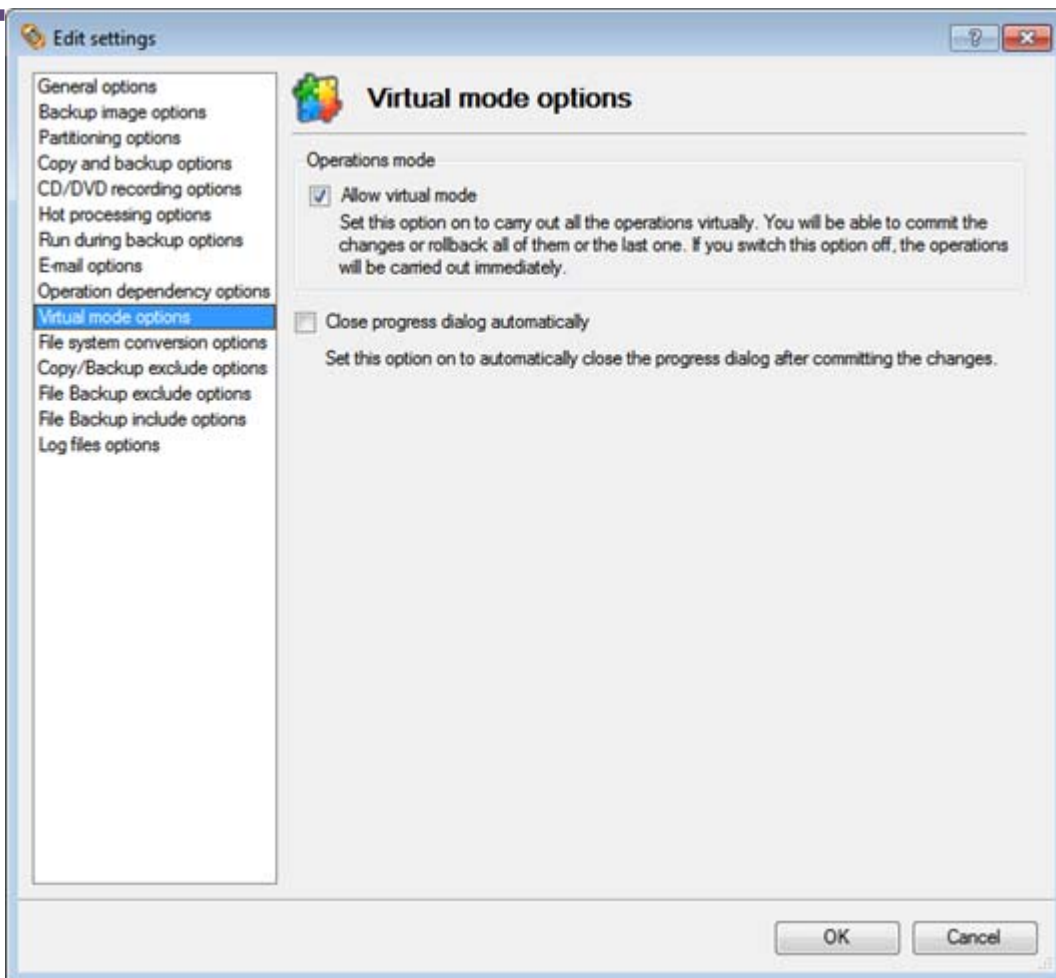 Edit settings
General options
Backup image options
Partitioning options
Copy and backup options
CD/DVD recording options
Hot processing options
Run during backup options
E-mail options
Operation dependency options
Virtual mode options
File system conversion options
Copy/Backup exclude options
File Backup exclude options
File Backup include options
Log files options
Virtual mode options
Operations mode
Allow virtual mode
Set this option on to carry out all the operations virtually. You will be able to commit the
changes or rollback all of them or the last one. If you switch this option off, the operations
will be carried out immediately.
Close progress dialog automatically
Set this option on to automatically close the progress dialog after committing the changes.
OK
Cancel